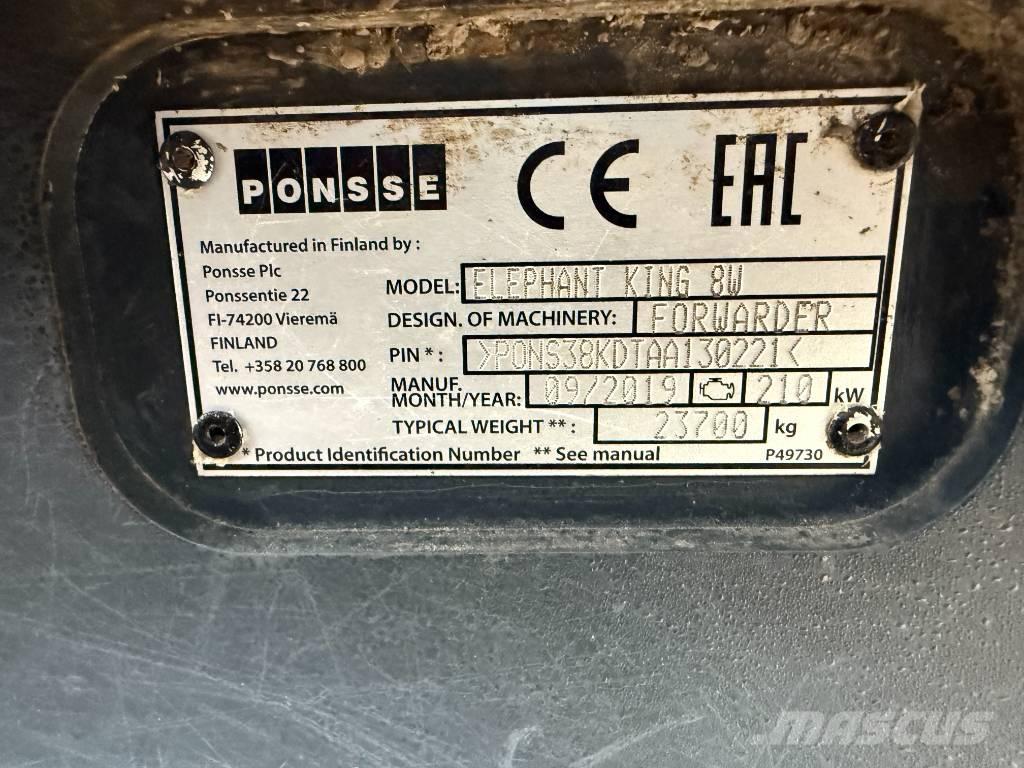 PONSSE
CE EAC
Manufactured in Finland by :
Ponsse Plc
Ponssentie 22
FI-74200 Vieremä
FINLAND
Tel. +358 20 768 800
www.ponsse.com
MODEL: ELEPHANT KING 8W
DESIGN. OF MACHINERY: FORWARDER
PIN* : >PONS38KDTAA130221<
MANUF.
MONTH/YEAR: 09/2019 210 kW
TYPICAL WEIGHT ** : 23700 kg
* Product Identification Number ** See manual P49730
MASCUS